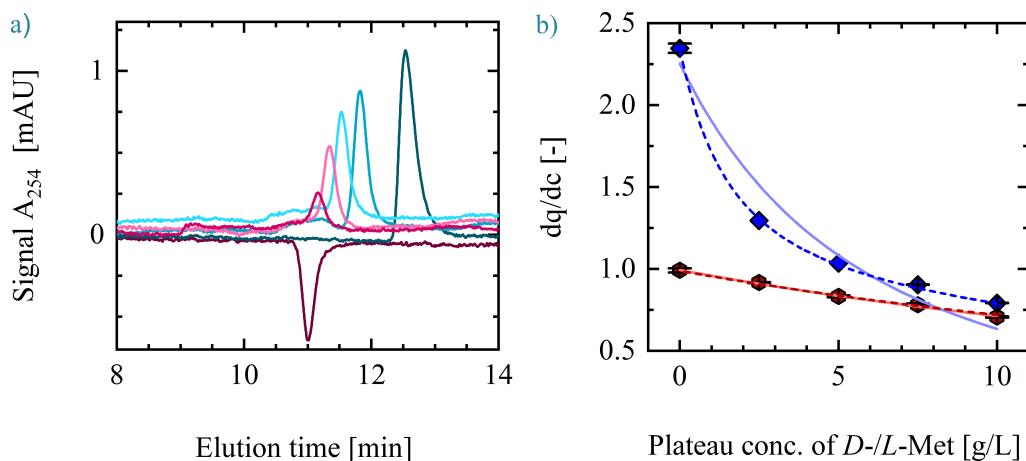 a)
Signal A254 [mAU]
1
0
8 10 12 14
Elution time [min]
b)
dq/dc [-]
2.5
2.0
1.5
1.0
0.5
0 5 10
Plateau conc. of D-/L-Met [g/L]